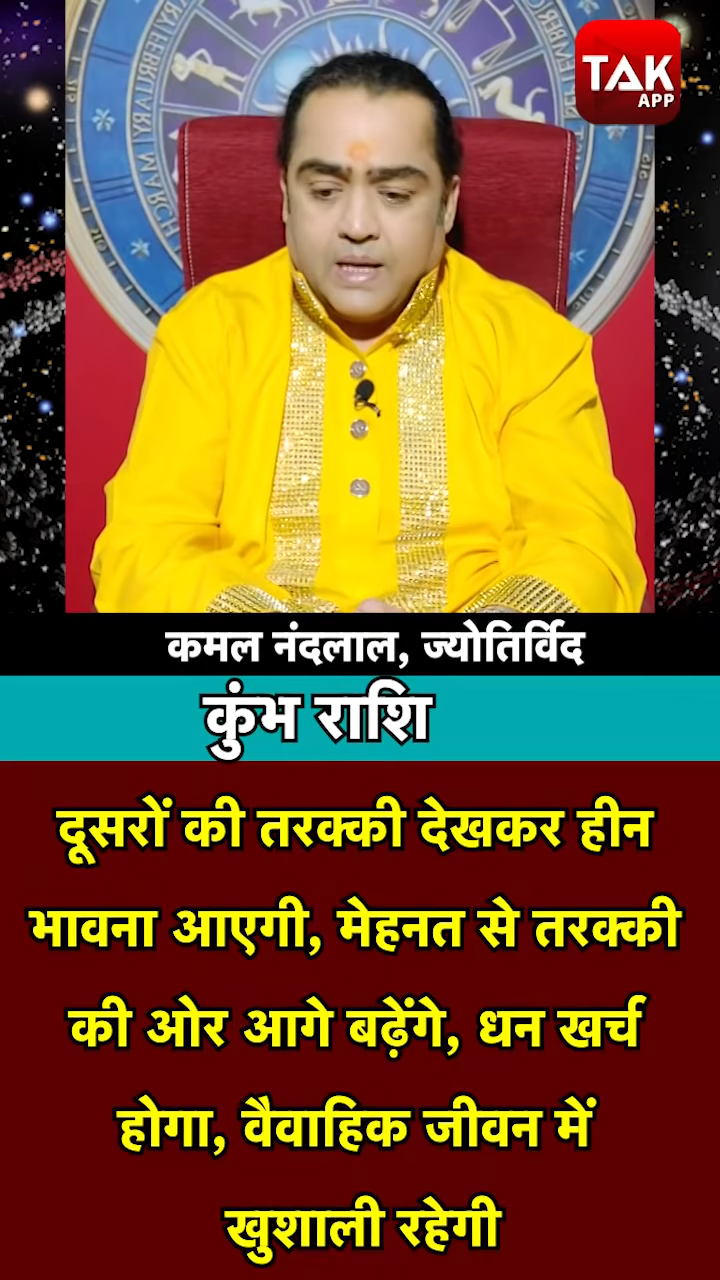 TAK
APP
कमल नंदलाल, ज्योतिर्विद
कुंभ राशि
दूसरों की तरक्की देखकर हीन
भावना आएगी, मेहनत से तरक्की
की ओर आगे बढ़ेंगे, धन खर्च
होगा, वैवाहिक जीवन में
खुशाली रहेगी